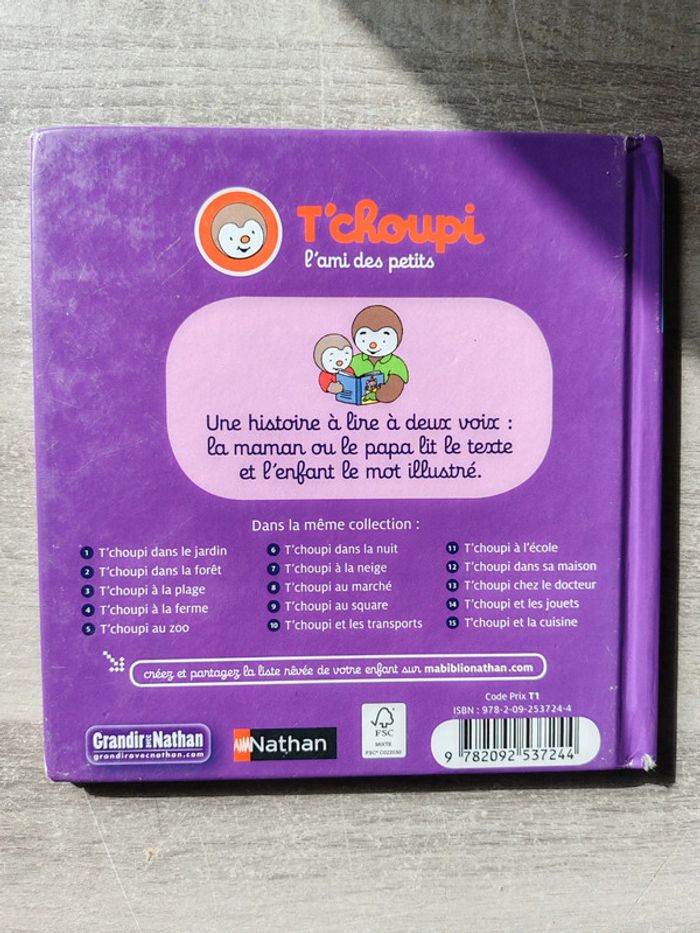 T'choupi
l'ami des petits
Une histoire à lire à deux voix :
la maman ou le papa lit le texte
et l'enfant le mot illustré.
Dans la même collection :
1 T'choupi dans le jardin
2 T'choupi dans la forêt
3 T'choupi à la plage
4 T'choupi à la ferme
5 T'choupi au zoo
6 T'choupi dans la nuit
7 T'choupi à la neige
8 T'choupi au marché
9 T'choupi au square
10 T'choupi et les transports
11 T'choupi à l'école
12 T'choupi dans sa maison
13 T'choupi chez le docteur
14 T'choupi et les jouets
15 T'choupi et la cuisine
créez et partagez la liste rêvée de votre enfant sur mabiblionathan.com
Grandir avec Nathan
grandiravecnathan.com
Nathan
FSC
MIXTE
FSC® C022030
Code Prix T1
ISBN : 978-2-09-253724-4
9 782092 537244